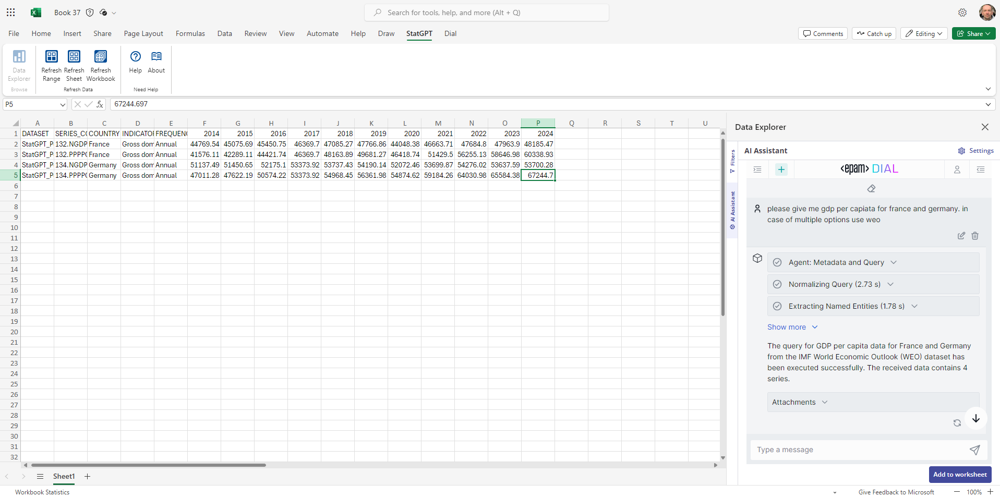 Book 37
Search for tools, help, and more (Alt + Q)
File Home Insert Share Page Layout Formulas Data Review View Automate Help Draw StatGPT Dial
Comments Catch up Editing Share
Data Explorer
Refresh Range
Refresh Sheet
Refresh Workbook
Help
About
Browse Refresh Data Need Help
P5 fx 67244.697
A B C D E F G H I J K L M N O P Q R S T U
1 DATASET SERIES_CO COUNTRY INDICATOR FREQUENC 2014 2015 2016 2017 2018 2019 2020 2021 2022 2023 2024
2 StatGPT_P 132.NGDP France Gross dom Annual 44769.54 45075.69 45450.75 46369.7 47085.27 47766.86 44048.38 46663.71 47684.8 47963.9 48185.47
3 StatGPT_P 132.PPPPC France Gross dom Annual 41576.11 42289.11 44421.74 46369.7 48163.89 49681.27 46418.74 51429.5 56255.13 58646.98 60338.93
4 StatGPT_P 134.NGDP Germany Gross dom Annual 51137.49 51450.65 52175.1 53373.92 53737.43 54190.14 52072.46 53699.87 54276.02 53637.59 53700.28
5 StatGPT_P 134.PPPPC Germany Gross dom Annual 47011.28 47622.19 50574.22 53373.92 54968.45 56361.98 54874.62 59184.26 64030.98 65584.38 67244.7
6
7
8
9
10
11
12
13
14
15
16
17
18
19
20
21
22
23
24
25
26
27
28
29
30
31
32
Sheet1
Workbook Statistics
Data Explorer
Filters
AI Assistant
AI Assistant
Settings
<epam> DIAL
please give me gdp per capiata for france and germany. in
case of multiple options use weo
Agent: Metadata and Query
Normalizing Query (2.73 s)
Extracting Named Entities (1.78 s)
Show more
The query for GDP per capita data for France and Germany
from the IMF World Economic Outlook (WEO) dataset has
been executed successfully. The received data contains 4
series.
Attachments
Type a message
Add to worksheet
Give Feedback to Microsoft
100%